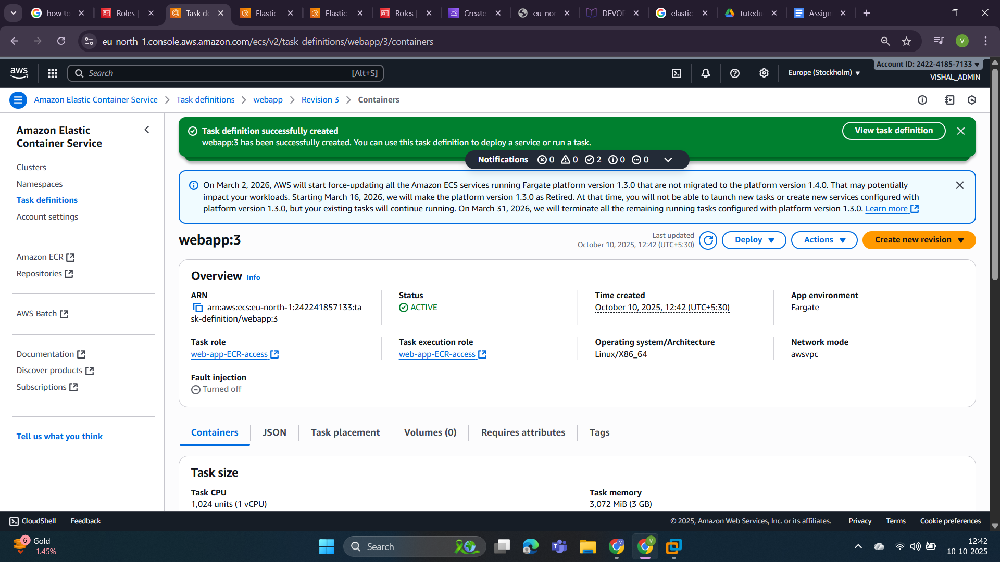 how to
Roles |
Task de
Elastic
Elastic
Roles |
Create
eu-nor
DEVOP
elastic
tutedu
Assign
eu-north-1.console.aws.amazon.com/ecs/v2/task-definitions/webapp/3/containers
V
aws
Search
[Alt+S]
Europe (Stockholm)
Account ID: 2422-4185-7133
VISHAL_ADMIN
Amazon Elastic Container Service
Task definitions
webapp
Revision 3
Containers
Amazon Elastic
Container Service
Clusters
Namespaces
Task definitions
Account settings
Amazon ECR
Repositories
AWS Batch
Documentation
Discover products
Subscriptions
Tell us what you think
Task definition successfully created
webapp:3 has been successfully created. You can use this task definition to deploy a service or run a task.
View task definition
Notifications 0 0 2 0 0
On March 2, 2026, AWS will start force-updating all the Amazon ECS services running Fargate platform version 1.3.0 that are not migrated to the platform version 1.4.0. That may potentially
impact your workloads. Starting March 16, 2026, we will make the platform version 1.3.0 as Retired. At that time, you will not be able to launch new tasks or create new services configured with
platform version 1.3.0, but your existing tasks will continue running. On March 31, 2026, we will terminate all the remaining running tasks configured with platform version 1.3.0. Learn more
webapp:3
Last updated
October 10, 2025, 12:42 (UTC+5:30)
Deploy
Actions
Create new revision
Overview Info
ARN
arn:aws:ecs:eu-north-1:242241857133:ta
sk-definition/webapp:3
Status
ACTIVE
Time created
October 10, 2025, 12:42 (UTC+5:30)
App environment
Fargate
Task role
web-app-ECR-access
Task execution role
web-app-ECR-access
Operating system/Architecture
Linux/X86_64
Network mode
awsvpc
Fault injection
Turned off
Containers
JSON
Task placement
Volumes (0)
Requires attributes
Tags
Task size
Task CPU
1,024 units (1 vCPU)
Task memory
3,072 MiB (3 GB)
CloudShell
Feedback
© 2025, Amazon Web Services, Inc. or its affiliates.
Privacy
Terms
Cookie preferences
6
Gold
-1.45%
Search
V
V
12:42
10-10-2025